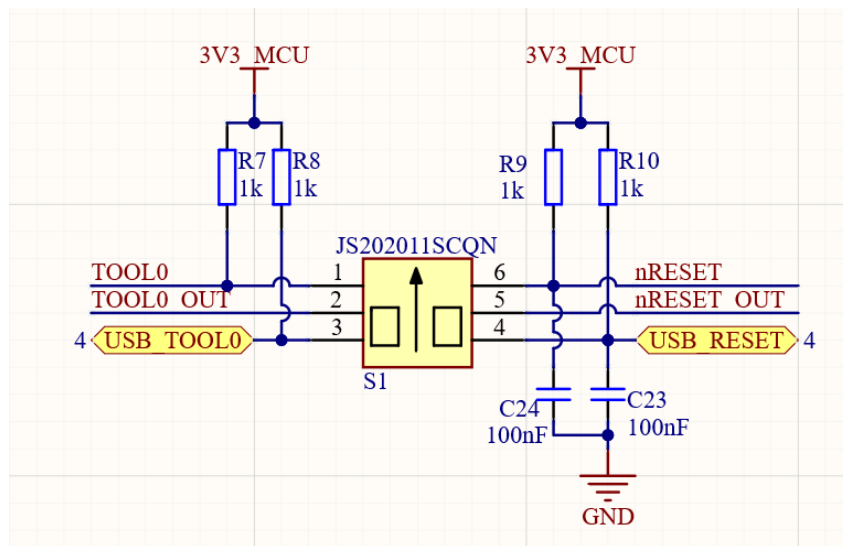 3V3_MCU
3V3_MCU
R7
1k
R8
1k
R9
1k
R10
1k
JS202011SCQN
TOOL0
1
6
nRESET
TOOL0_OUT
2
5
nRESET_OUT
4
USB_TOOL0
3
4
USB_RESET
4
S1
C24
100nF
C23
100nF
GND